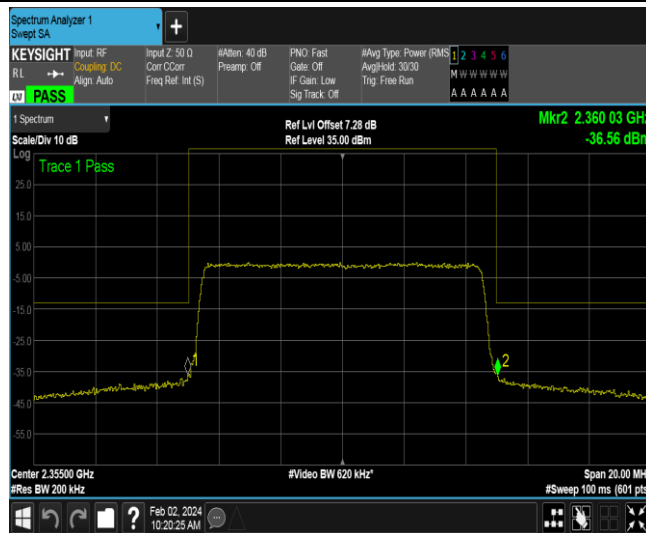 Spectrum Analyzer 1
Swept SA
+
KEYSIGHT
RL
LXI PASS
Input: RF
Coupling: DC
Align: Auto
Input Z: 50 Ω
Corr CCorr
Freq Ref: Int (S)
#Atten: 40 dB
Preamp: Off
PNO: Fast
Gate: Off
IF Gain: Low
Sig Track: Off
#Avg Type: Power (RMS
Avg|Hold: 30/30
Trig: Free Run
1 2 3 4 5 6
M W W W W W
A A A A A A
1 Spectrum
Scale/Div 10 dB
Ref Lvl Offset 7.28 dB
Ref Level 35.00 dBm
Mkr2 2.360 03 GHz
-36.56 dBm
Log
Trace 1 Pass
25.0
15.0
5.00
-5.00
-15.0
-25.0
-35.0
-45.0
-55.0
1
2
Center 2.35500 GHz
#Res BW 200 kHz
#Video BW 620 kHz*
Span 20.00 MH
#Sweep 100 ms (601 pts
?
Feb 02, 2024
10:20:25 AM